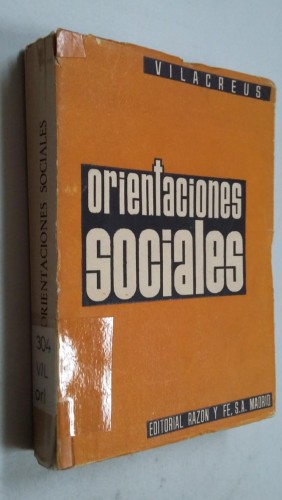 VILACREUS
orientaciones
sociales
EDITORIAL RAZON Y FE, S.A. MADRID
ORIENTACIONES SOCIALES
304
VIL
ori